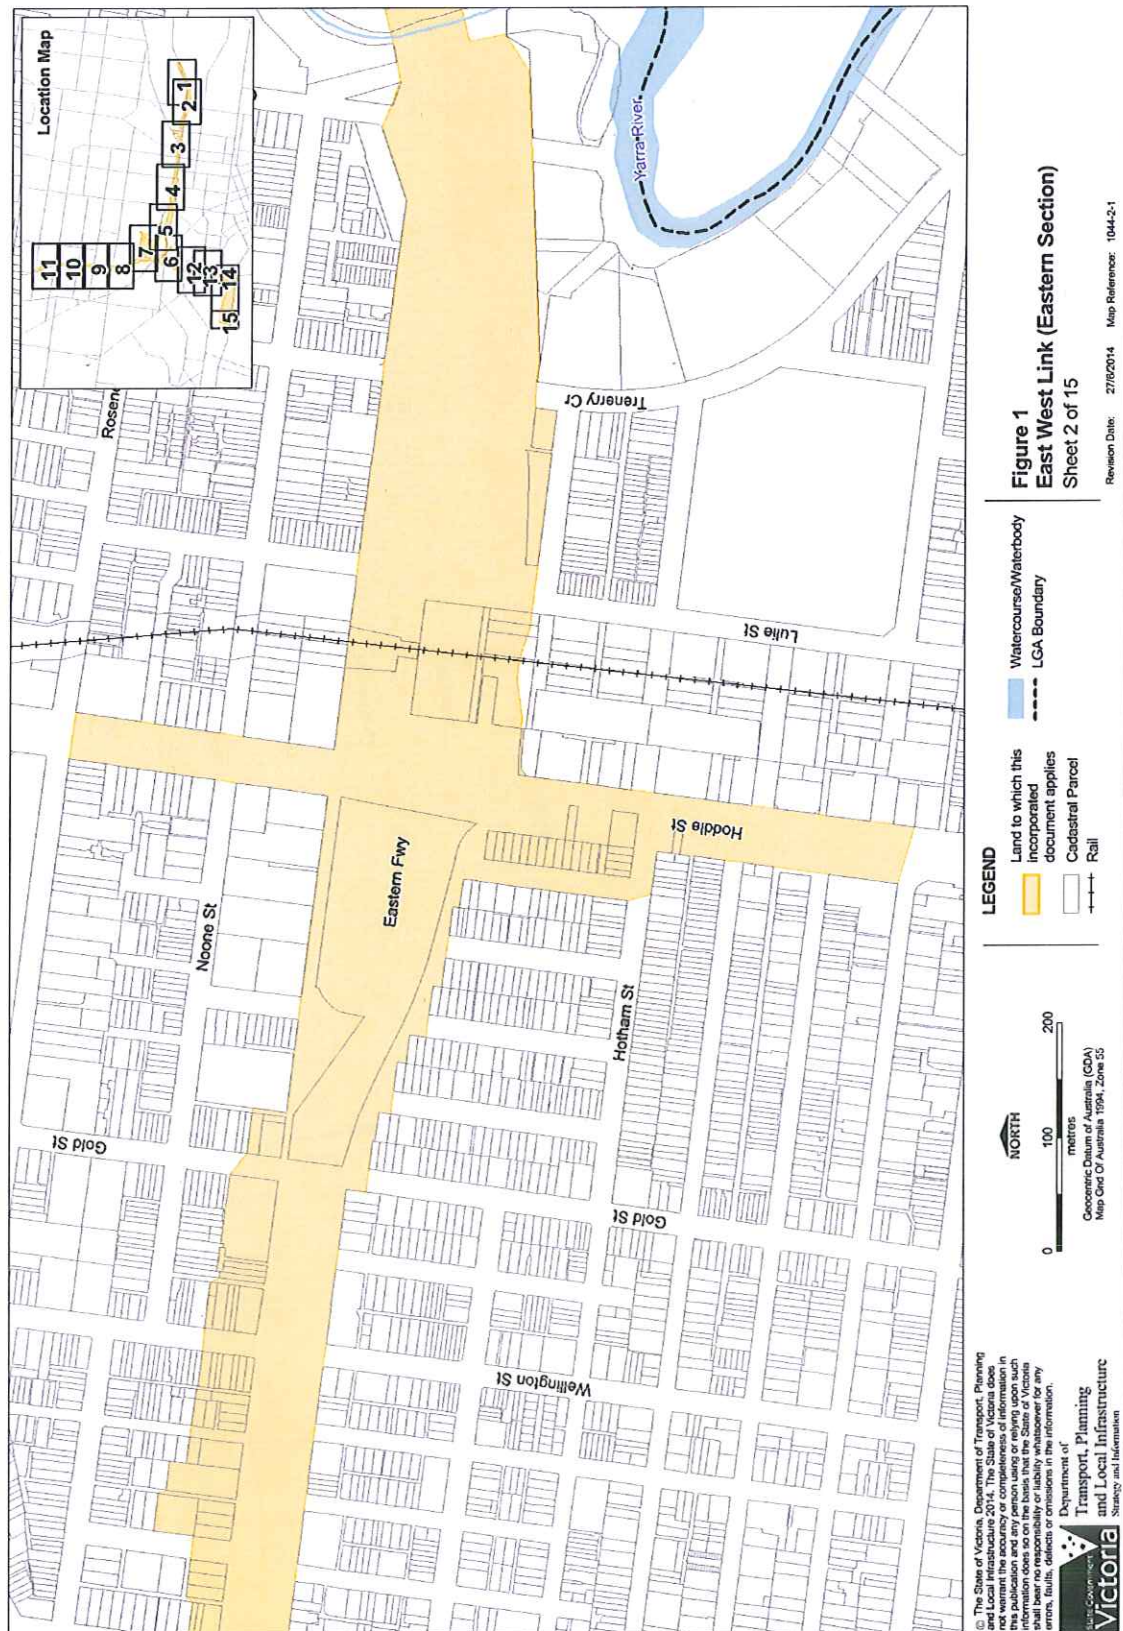 Location Map
11
10
9
8
7
6
5
4
3
2
1
12
13
14
15
Yarra River
Trenerry Cr
Lulie St
Noone St
Eastern Fwy
Hoddle St
Gold St
Hotham St
Gold St
Wellington St
© The State of Victoria, Department of Transport, Planning
and Local Infrastructure 2014. The State of Victoria does
not warrant the accuracy or completeness of information in
this publication and any person using or relying upon such
information does so on the basis that the State of Victoria
shall bear no responsibility or liability whatsoever for any
errors, faults, defects or omissions in the information.
State Government
Victoria
Department of
Transport, Planning
and Local Infrastructure
Strategy and Information
NORTH
0 100 200
metres
Geocentric Datum of Australia (GDA)
Map Grid Of Australia 1994, Zone 55
LEGEND
Land to which this
incorporated
document applies
Cadastral Parcel
Rail
Watercourse/Waterbody
LGA Boundary
Figure 1
East West Link (Eastern Section)
Sheet 2 of 15
Revision Date: 27/6/2014 Map Reference: 1044-2-1